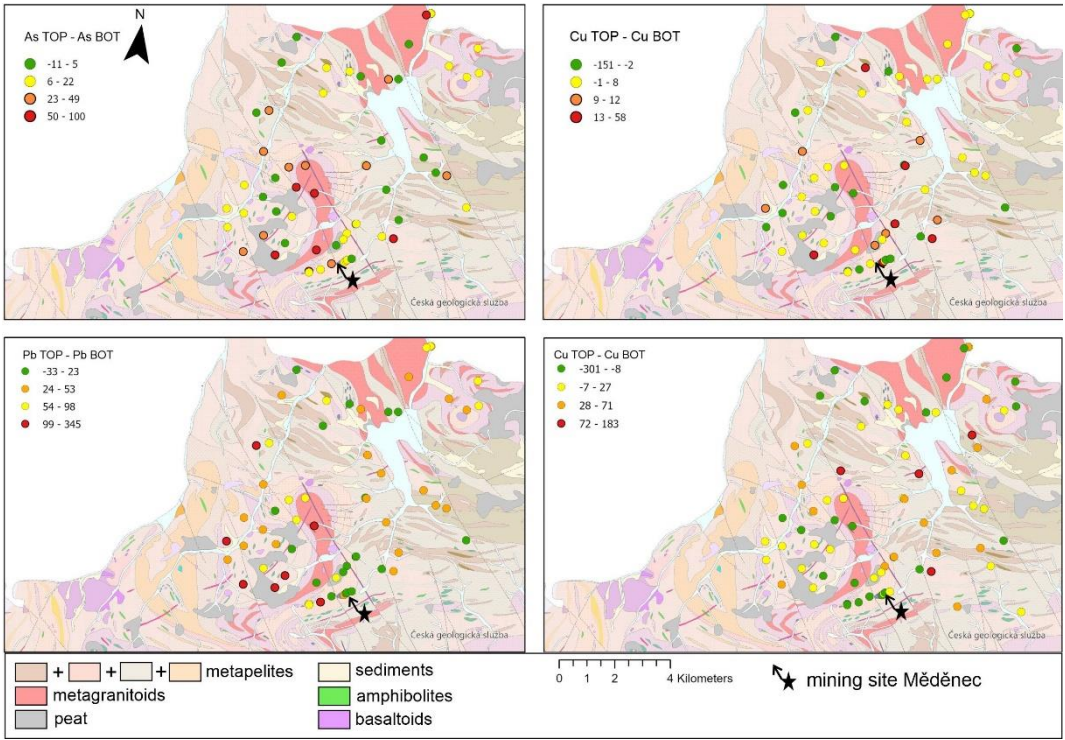 N
As TOP - As BOT
-11 - 5
6 - 22
23 - 49
50 - 100
Česká geologická služba
Cu TOP - Cu BOT
-151 - -2
-1 - 8
9 - 12
13 - 58
Česká geologická služba
Pb TOP - Pb BOT
-33 - 23
24 - 53
54 - 98
99 - 345
Česká geologická služba
Cu TOP - Cu BOT
-301 - -8
-7 - 27
28 - 71
72 - 183
Česká geologická služba
+ + + metapelites
metagranitoids
peat
sediments
amphibolites
basaltoids
0 1 2 4 Kilometers
mining site Měděnec